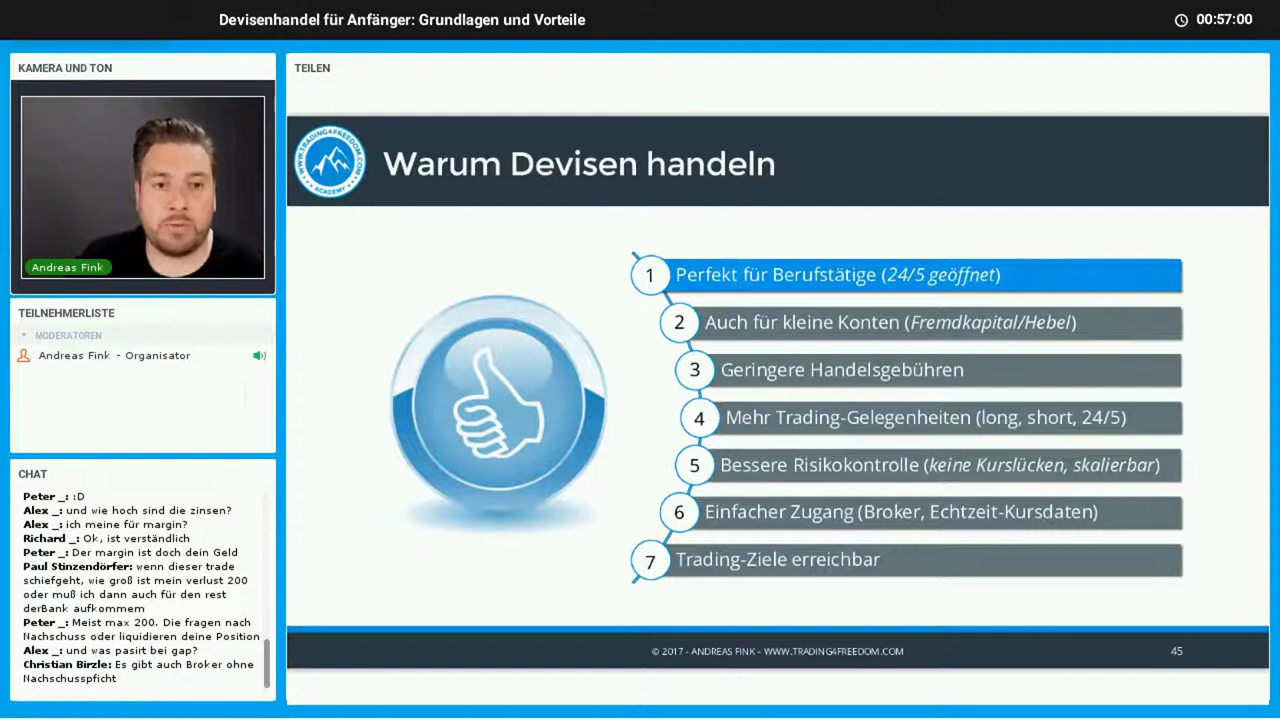 Devisenhandel für Anfänger: Grundlagen und Vorteile
00:57:00
KAMERA UND TON
Andreas Fink
TEILNEHMERLISTE
MODERATOREN
Andreas Fink - Organisator
CHAT
Peter _: :D
Alex _: und wie hoch sind die zinsen?
Alex _: ich meine für margin?
Richard _: Ok, ist verständlich
Peter _: Der margin ist doch dein Geld
Paul Stinzendörfer: wenn dieser trade
schiefgeht, wie groß ist mein verlust 200
oder muß ich dann auch für den rest
derBank aufkommem
Peter _: Meist max 200. Die fragen nach
Nachschuss oder liquidieren deine Position
Alex _: und was pasirt bei gap?
Christian Birzle: Es gibt auch Broker ohne
Nachschusspficht
TEILEN
WWW.TRADING4FREEDOM.COM
ACADEMY
Warum Devisen handeln
1 Perfekt für Berufstätige (24/5 geöffnet)
2 Auch für kleine Konten (Fremdkapital/Hebel)
3 Geringere Handelsgebühren
4 Mehr Trading-Gelegenheiten (long, short, 24/5)
5 Bessere Risikokontrolle (keine Kurslücken, skalierbar)
6 Einfacher Zugang (Broker, Echtzeit-Kursdaten)
7 Trading-Ziele erreichbar
© 2017 - ANDREAS FINK – WWW.TRADING4FREEDOM.COM
45